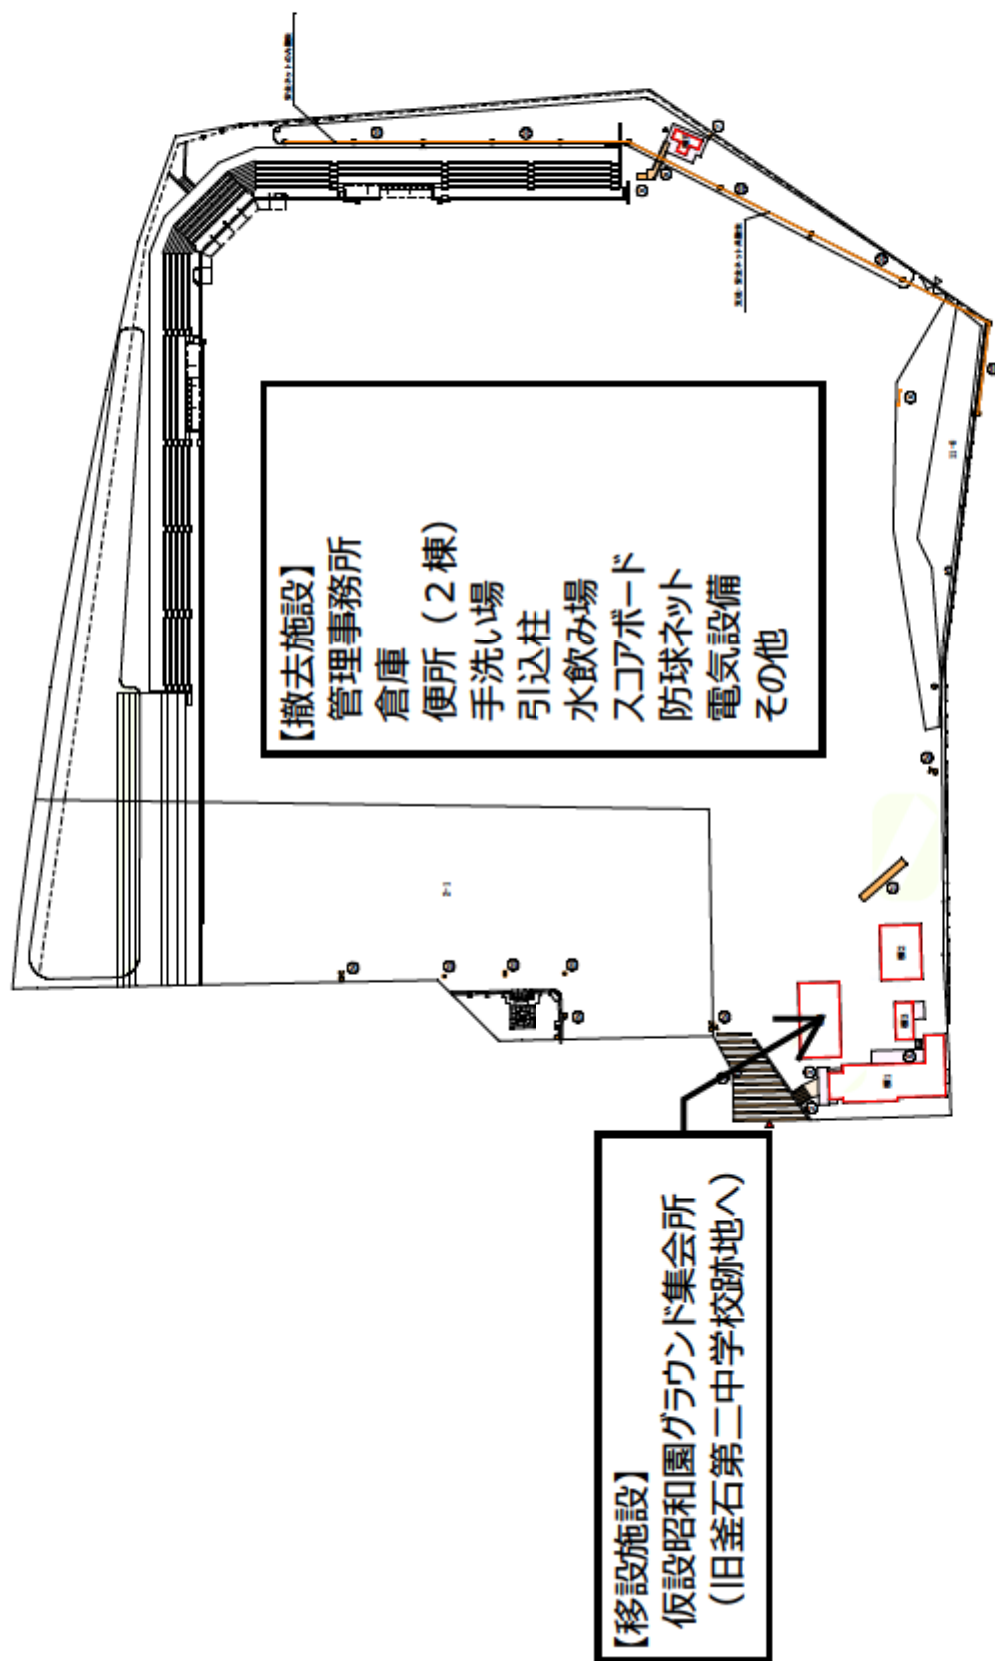 【撤去施設】
管理事務所
倉庫
便所（２棟）
手洗い場
引込柱
水飲み場
スコアボード
防球ネット
電気設備
その他
【移設施設】
仮設昭和園グラウンド集会所
（旧釜石第二中学校跡地へ）